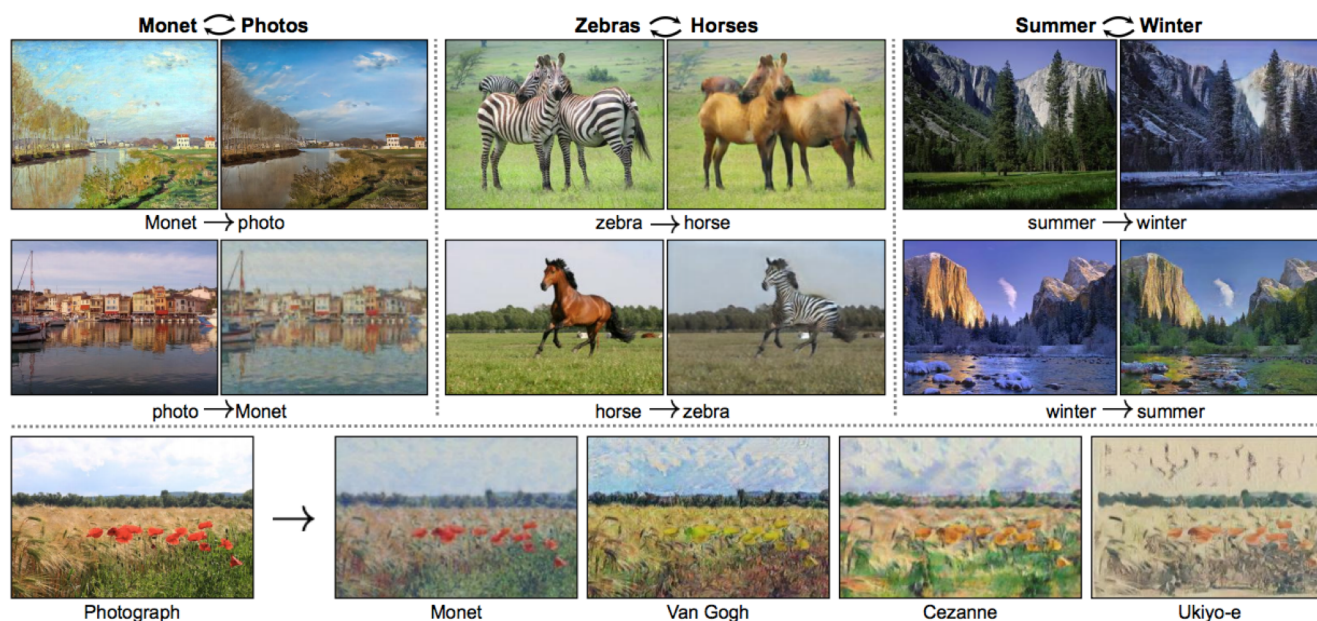 Monet Photos
Zebras Horses
Summer Winter
Monet → photo
zebra → horse
summer → winter
photo → Monet
horse → zebra
winter → summer
Photograph
Monet
Van Gogh
Cezanne
Ukiyo-e